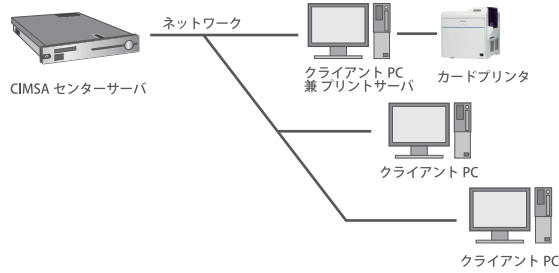 ネットワーク
CIMSA センターサーバ
クライアント PC
兼 プリントサーバ
カードプリンタ
クライアント PC
クライアント PC